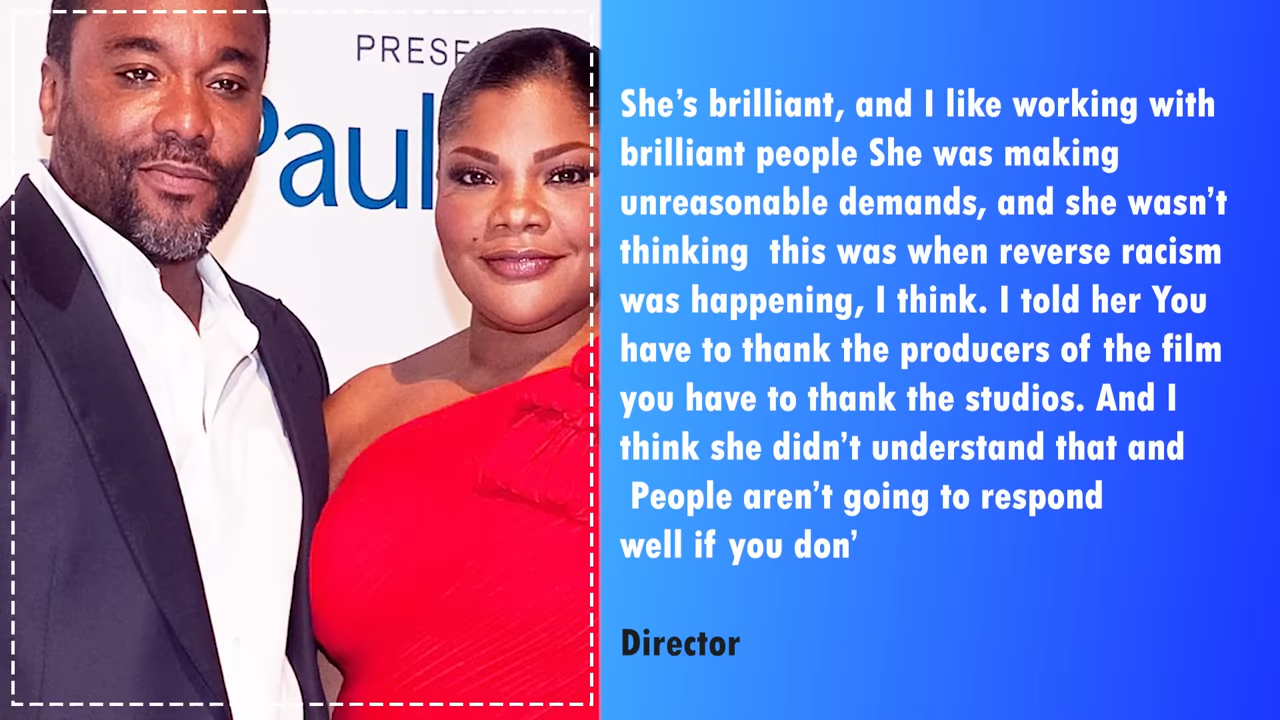 PRESE
Paul
She’s brilliant, and I like working with
brilliant people She was making
unreasonable demands, and she wasn’t
thinking  this was when reverse racism
was happening, I think. I told her You
have to thank the producers of the film
you have to thank the studios. And I
think she didn’t understand that and
People aren’t going to respond
well if you don’
Director